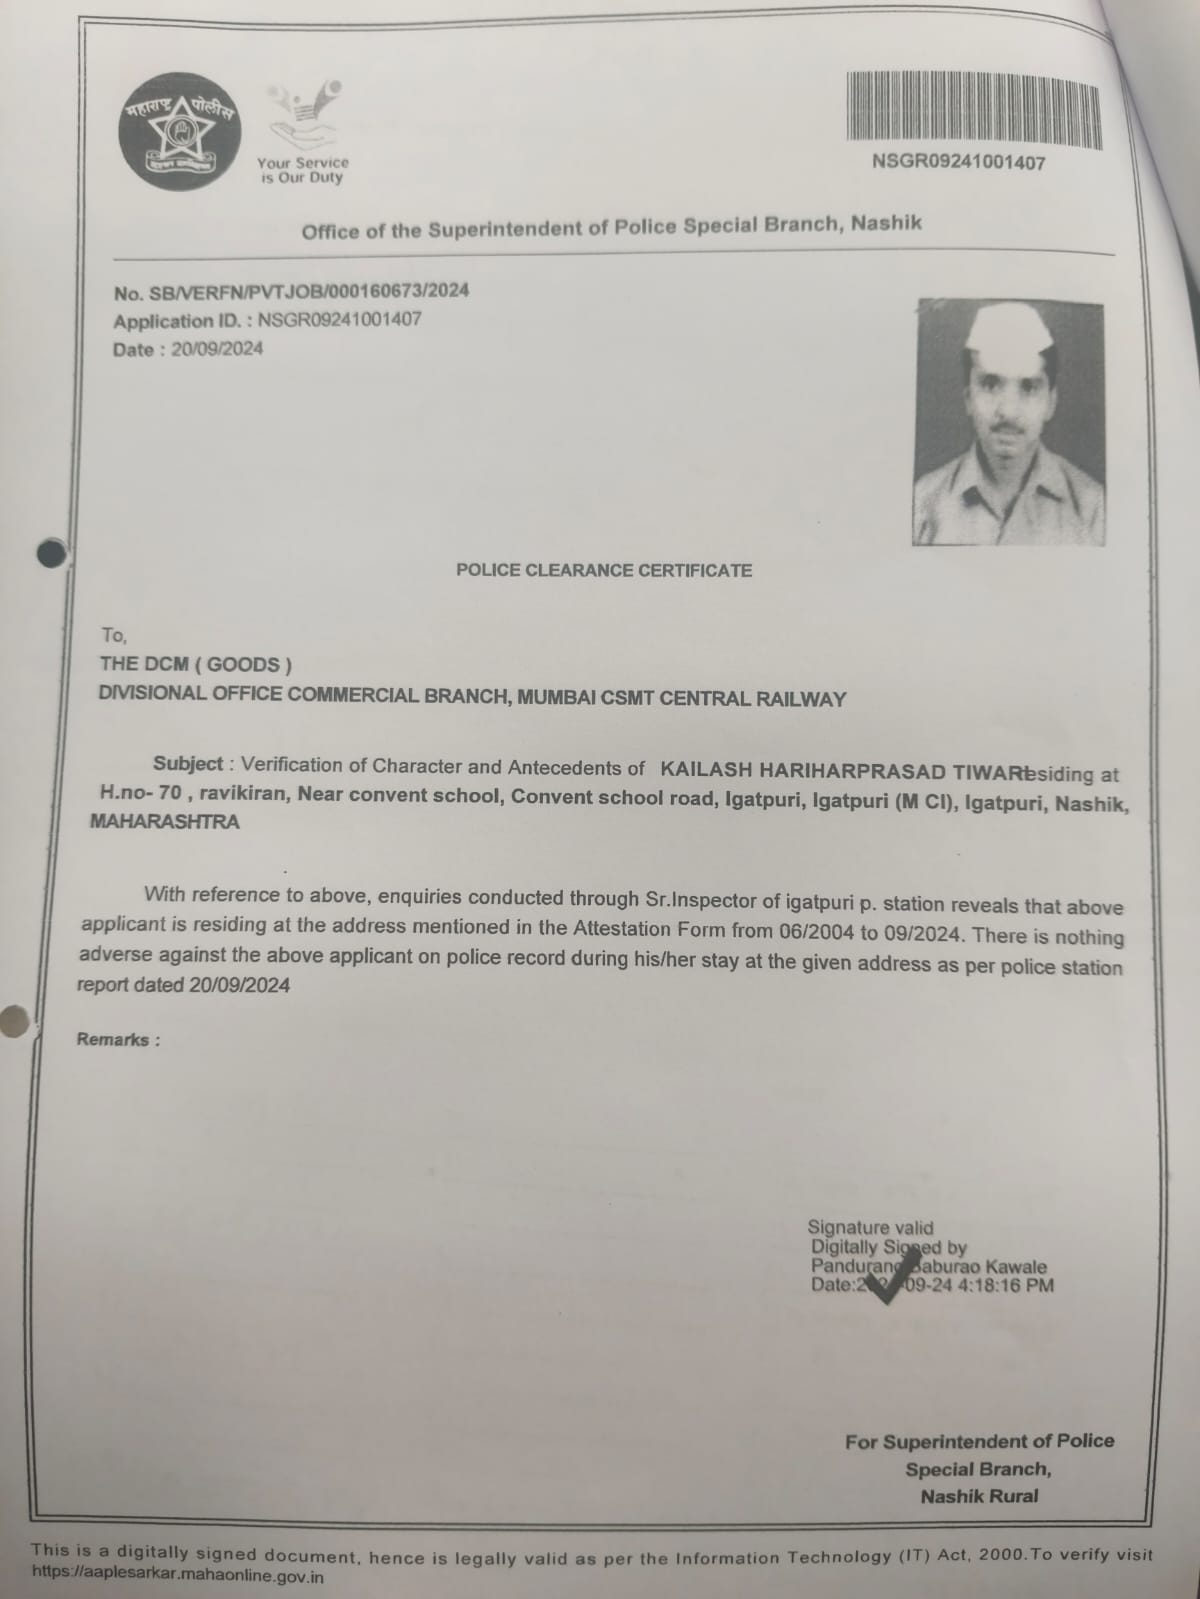 महाराष्ट्र पोलीस
Your Service
is Our Duty
NSGR09241001407
Office of the Superintendent of Police Special Branch, Nashik
No. SB/VERFN/PVTJOB/000160673/2024
Application ID. : NSGR09241001407
Date : 20/09/2024
POLICE CLEARANCE CERTIFICATE
To,
THE DCM ( GOODS )
DIVISIONAL OFFICE COMMERCIAL BRANCH, MUMBAI CSMT CENTRAL RAILWAY
Subject : Verification of Character and Antecedents of KAILASH HARIHARPRASAD TIWARI residing at
H.no- 70 , ravikiran, Near convent school, Convent school road, Igatpuri, Igatpuri (M Cl), Igatpuri, Nashik,
MAHARASHTRA
With reference to above, enquiries conducted through Sr.Inspector of igatpuri p. station reveals that above
applicant is residing at the address mentioned in the Attestation Form from 06/2004 to 09/2024. There is nothing
adverse against the above applicant on police record during his/her stay at the given address as per police station
report dated 20/09/2024
Remarks :
Signature valid
Digitally Signed by
Pandurang Baburao Kawale
Date:2024-09-24 4:18:16 PM
For Superintendent of Police
Special Branch,
Nashik Rural
This is a digitally signed document, hence is legally valid as per the Information Technology (IT) Act, 2000.To verify visit
https://aaplesarkar.mahaonline.gov.in